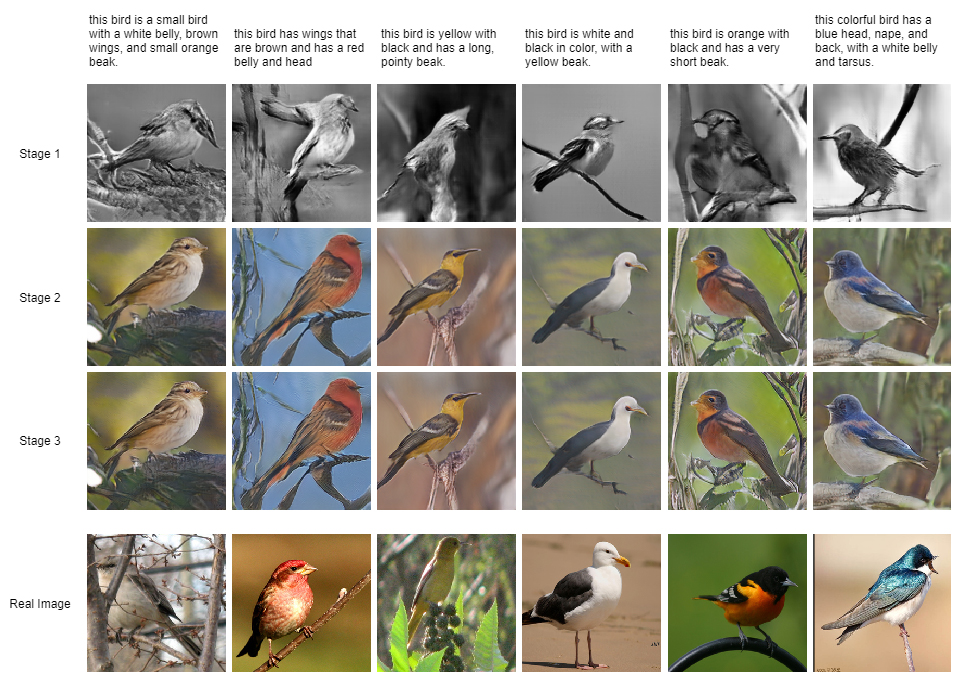 this bird is a small bird
with a white belly, brown
wings, and small orange
beak.
this bird has wings that
are brown and has a red
belly and head
this bird is yellow with
black and has a long,
pointy beak.
this bird is white and
black in color, with a
yellow beak.
this bird is orange with
black and has a very
short beak.
this colorful bird has a
blue head, nape, and
back, with a white belly
and tarsus.
Stage 1
Stage 2
Stage 3
Real Image